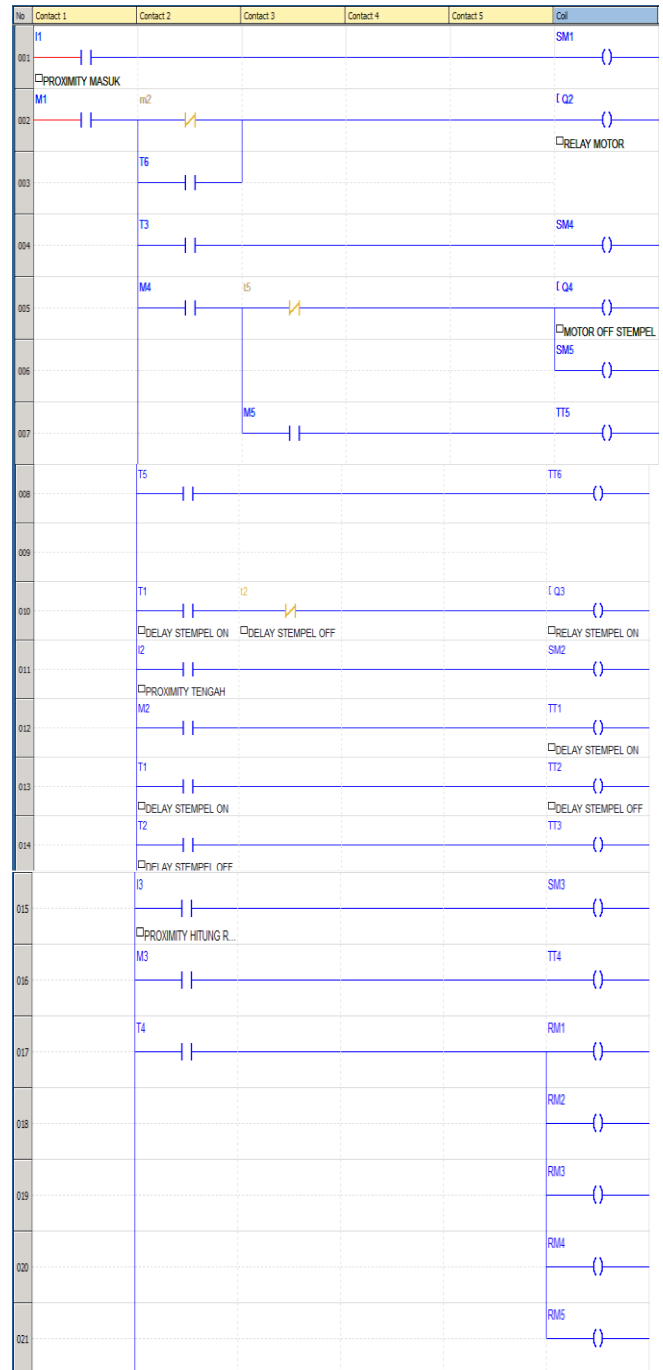 No Contact 1 Contact 2 Contact 3 Contact 4 Contact 5 Coil
I1 SM1
001
PROXIMITY MASUK
M1 m2 [ Q2
002
RELAY MOTOR
T6
003
T3 SM4
004
M4 t5 [ Q4
005
MOTOR OFF STEMPEL
SM5
006
M5 TT5
007
T5 TT6
008
009
T1 t2 [ Q3
010
DELAY STEMPEL ON DELAY STEMPEL OFF RELAY STEMPEL ON
I2 SM2
011
PROXIMITY TENGAH
M2 TT1
012
DELAY STEMPEL ON
T1 TT2
013
DELAY STEMPEL ON DELAY STEMPEL OFF
T2 TT3
014
DELAY STEMPEL OFF
I3 SM3
015
PROXIMITY HITUNG R...
M3 TT4
016
T4 RM1
017
RM2
018
RM3
019
RM4
020
RM5
021